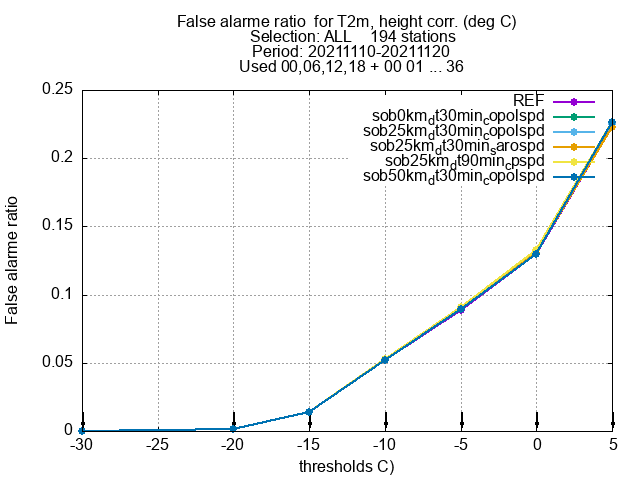 False alarme ratio  for T2m, height corr. (deg C)
Selection: ALL    194 stations
Period: 20211110-20211120
Used 00,06,12,18 + 00 01 ... 36
REF
sob0km_dt30min_copolspd
sob25km_dt30min_copolspd
sob25km_dt30min_sarospd
sob25km_dt90min_cpspd
sob50km_dt30min_copolspd
False alarme ratio
0.25
0.2
0.15
0.1
0.05
0
-30 -25 -20 -15 -10 -5 0 5
thresholds C)